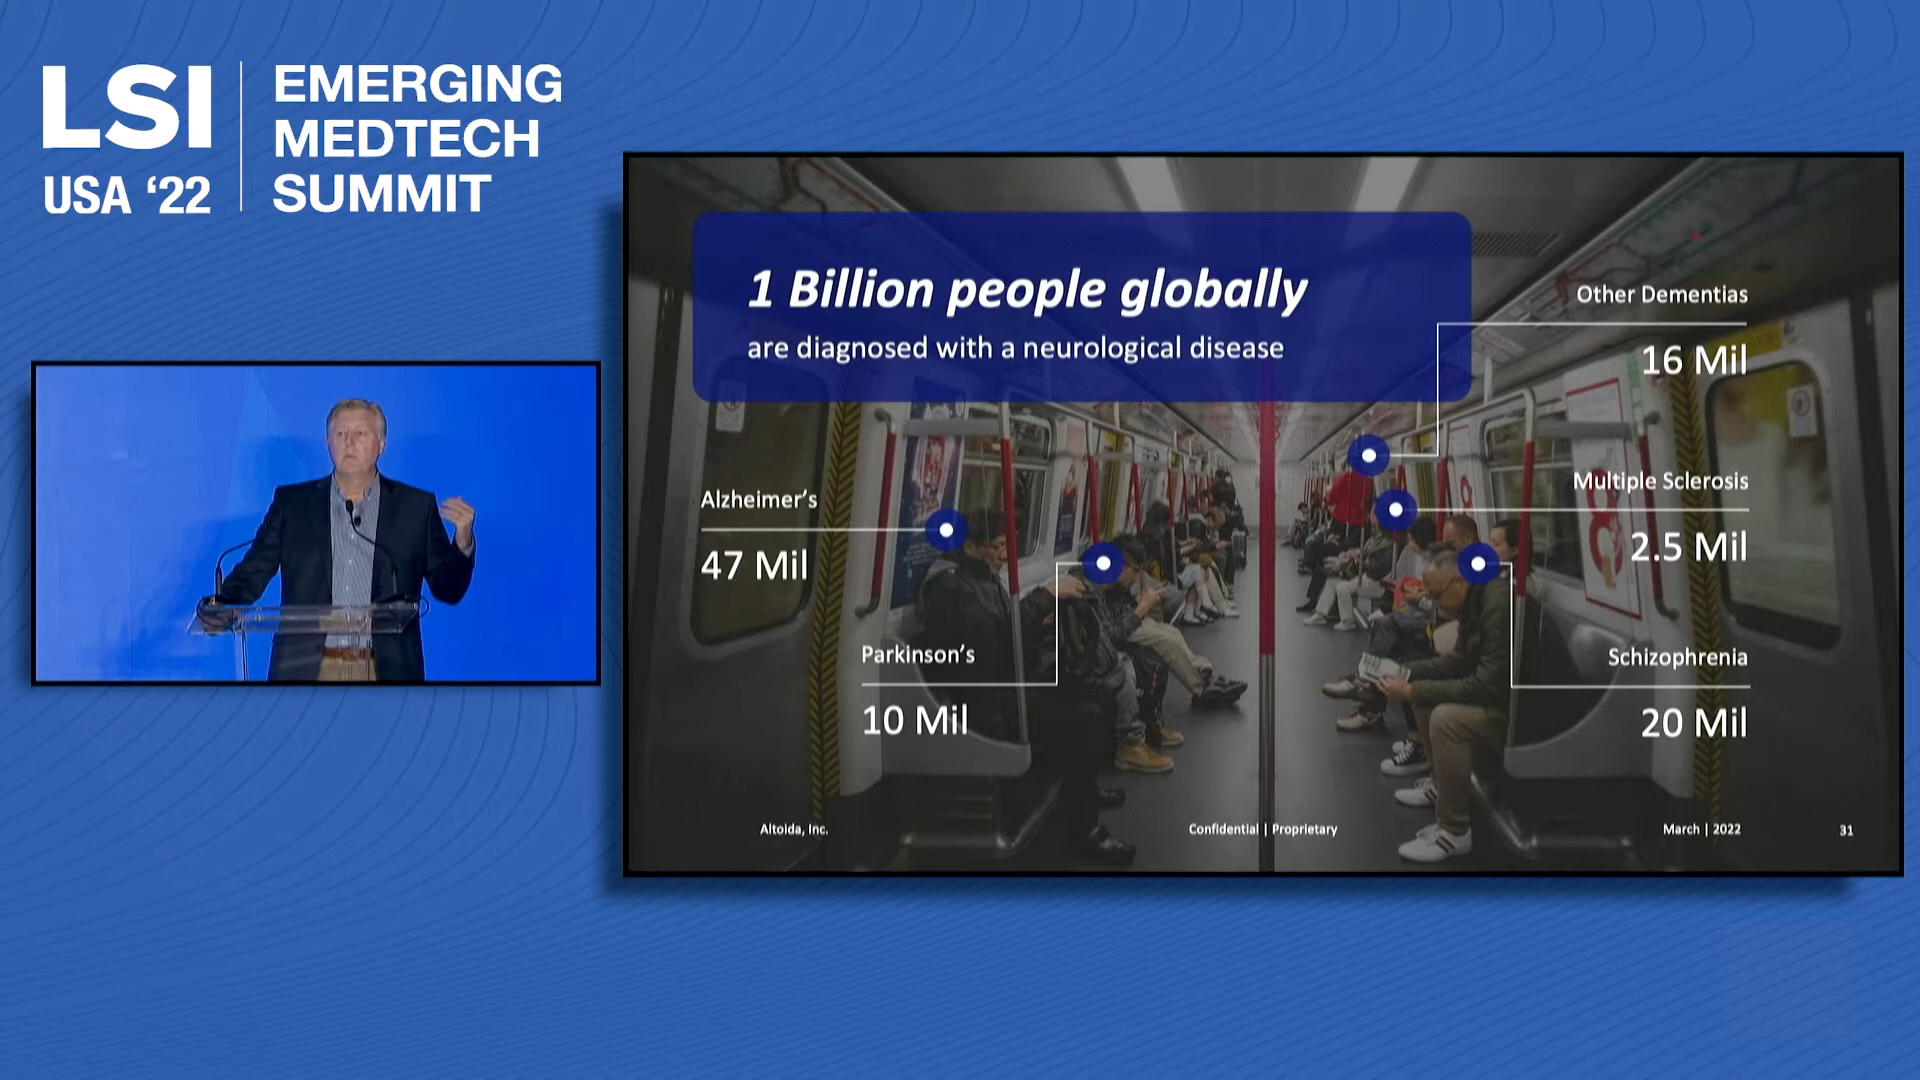 LSI
USA ‘22
EMERGING
MEDTECH
SUMMIT
1 Billion people globally
are diagnosed with a neurological disease
Other Dementias
16 Mil
Multiple Sclerosis
2.5 Mil
Alzheimer’s
47 Mil
Parkinson’s
10 Mil
Schizophrenia
20 Mil
Altoida, Inc.
Confidential | Proprietary
March | 2022
31